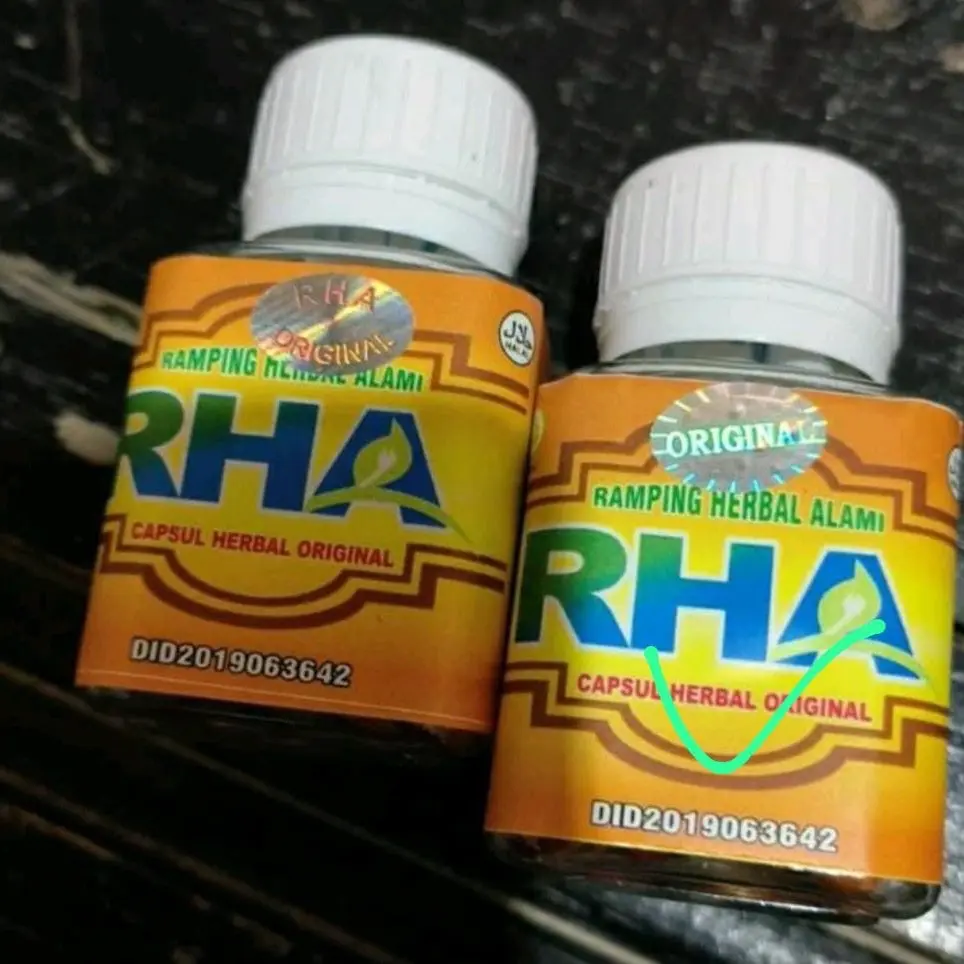 RHA
ORIGINAL
RAMPING HERBAL ALAMI
RHA
CAPSUL HERBAL ORIGINAL
DID2019063642
ORIGINAL
RAMPING HERBAL ALAMI
RHA
CAPSUL HERBAL ORIGINAL
DID2019063642